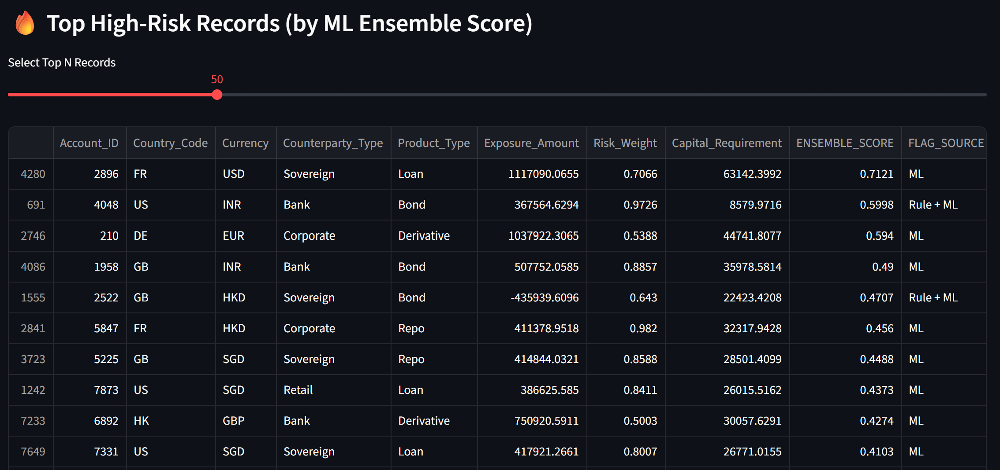 🔥 Top High-Risk Records (by ML Ensemble Score)
Select Top N Records
50
Account_ID Country_Code Currency Counterparty_Type Product_Type Exposure_Amount Risk_Weight Capital_Requirement ENSEMBLE_SCORE FLAG_SOURCE
4280 2896 FR USD Sovereign Loan 1117090.0655 0.7066 63142.3992 0.7121 ML
691 4048 US INR Bank Bond 367564.6294 0.9726 8579.9716 0.5998 Rule + ML
2746 210 DE EUR Corporate Derivative 1037922.3065 0.5388 44741.8077 0.594 ML
4086 1958 GB INR Bank Bond 507752.0585 0.8857 35978.5814 0.49 ML
1555 2522 GB HKD Sovereign Bond -435939.6096 0.643 22423.4208 0.4707 Rule + ML
2841 5847 FR HKD Corporate Repo 411378.9518 0.982 32317.9428 0.456 ML
3723 5225 GB SGD Sovereign Repo 414844.0321 0.8588 28501.4099 0.4488 ML
1242 7873 US SGD Retail Loan 386625.585 0.8411 26015.5162 0.4373 ML
7233 6892 HK GBP Bank Derivative 750920.5911 0.5003 30057.6291 0.4274 ML
7649 7331 US SGD Sovereign Loan 417921.2661 0.8007 26771.0155 0.4103 ML